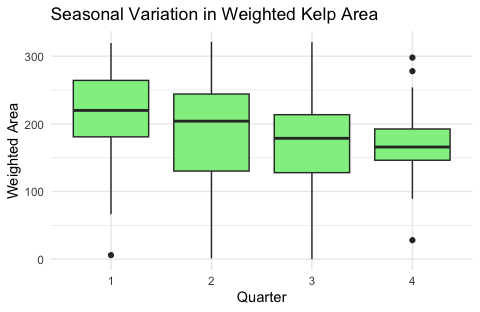 Seasonal Variation in Weighted Kelp Area
Weighted Area
300
200
100
0
1 2 3 4
Quarter